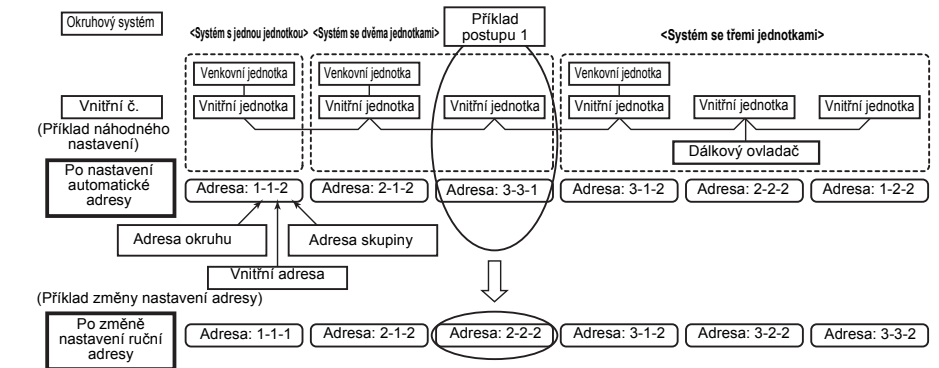 Okruhový systém
<Systém s jednou jednotkou>
<Systém se dvěma jednotkami>
Příklad
postupu 1
<Systém se třemi jednotkami>
Venkovní jednotka
Venkovní jednotka
Venkovní jednotka
Vnitřní č.
(Příklad náhodného
nastavení)
Vnitřní jednotka
Vnitřní jednotka
Vnitřní jednotka
Vnitřní jednotka
Vnitřní jednotka
Vnitřní jednotka
Dálkový ovladač
Po nastavení
automatické
adresy
Adresa: 1-1-2
Adresa: 2-1-2
Adresa: 3-3-1
Adresa: 3-1-2
Adresa: 2-2-2
Adresa: 1-2-2
Adresa okruhu
Adresa skupiny
Vnitřní adresa
(Příklad změny nastavení adresy)
Po změně
nastavení ruční
adresy
Adresa: 1-1-1
Adresa: 2-1-2
Adresa: 2-2-2
Adresa: 3-1-2
Adresa: 3-2-2
Adresa: 3-3-2